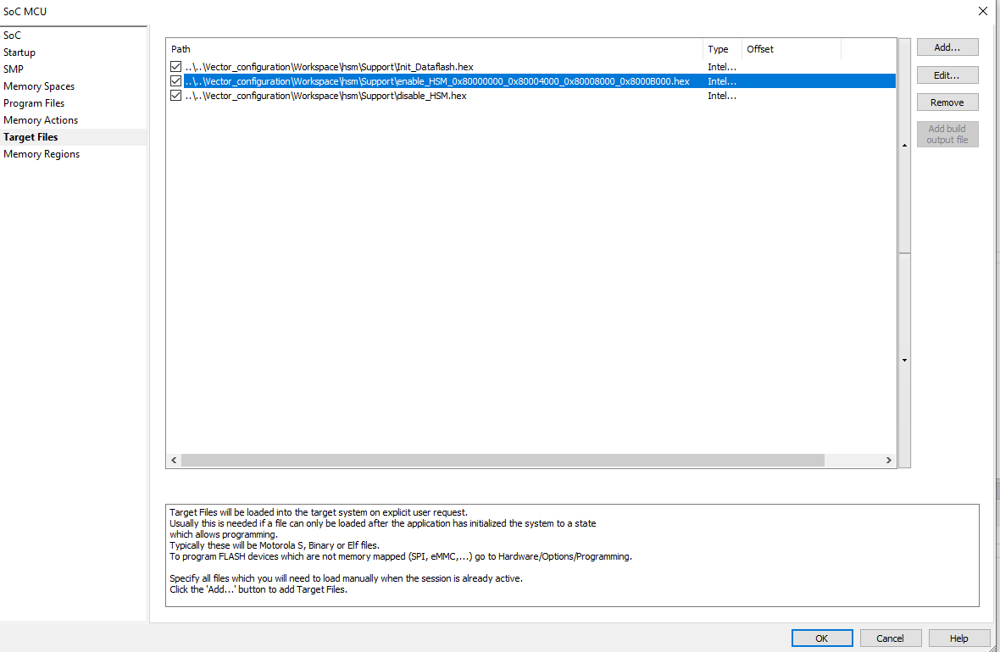 SoC MCU
SoC
Startup
SMP
Memory Spaces
Program Files
Memory Actions
Target Files
Memory Regions
Path Type Offset
..\..\Vector_configuration\Workspace\hsm\Support\Init_Dataflash.hex Intel...
..\..\Vector_configuration\Workspace\hsm\Support\enable_HSM_0x80000000_0x80004000_0x80008000_0x8000B000.hex Intel...
..\..\Vector_configuration\Workspace\hsm\Support\disable_HSM.hex Intel...
Add...
Edit...
Remove
Add build
output file
Target Files will be loaded into the target system on explicit user request.
Usually this is needed if a file can only be loaded after the application has initialized the system to a state
which allows programming.
Typically these will be Motorola S, Binary or Elf files.
To program FLASH devices which are not memory mapped (SPI, eMMC,...) go to Hardware/Options/Programming.
Specify all files which you will need to load manually when the session is already active.
Click the 'Add...' button to add Target Files.
OK Cancel Help